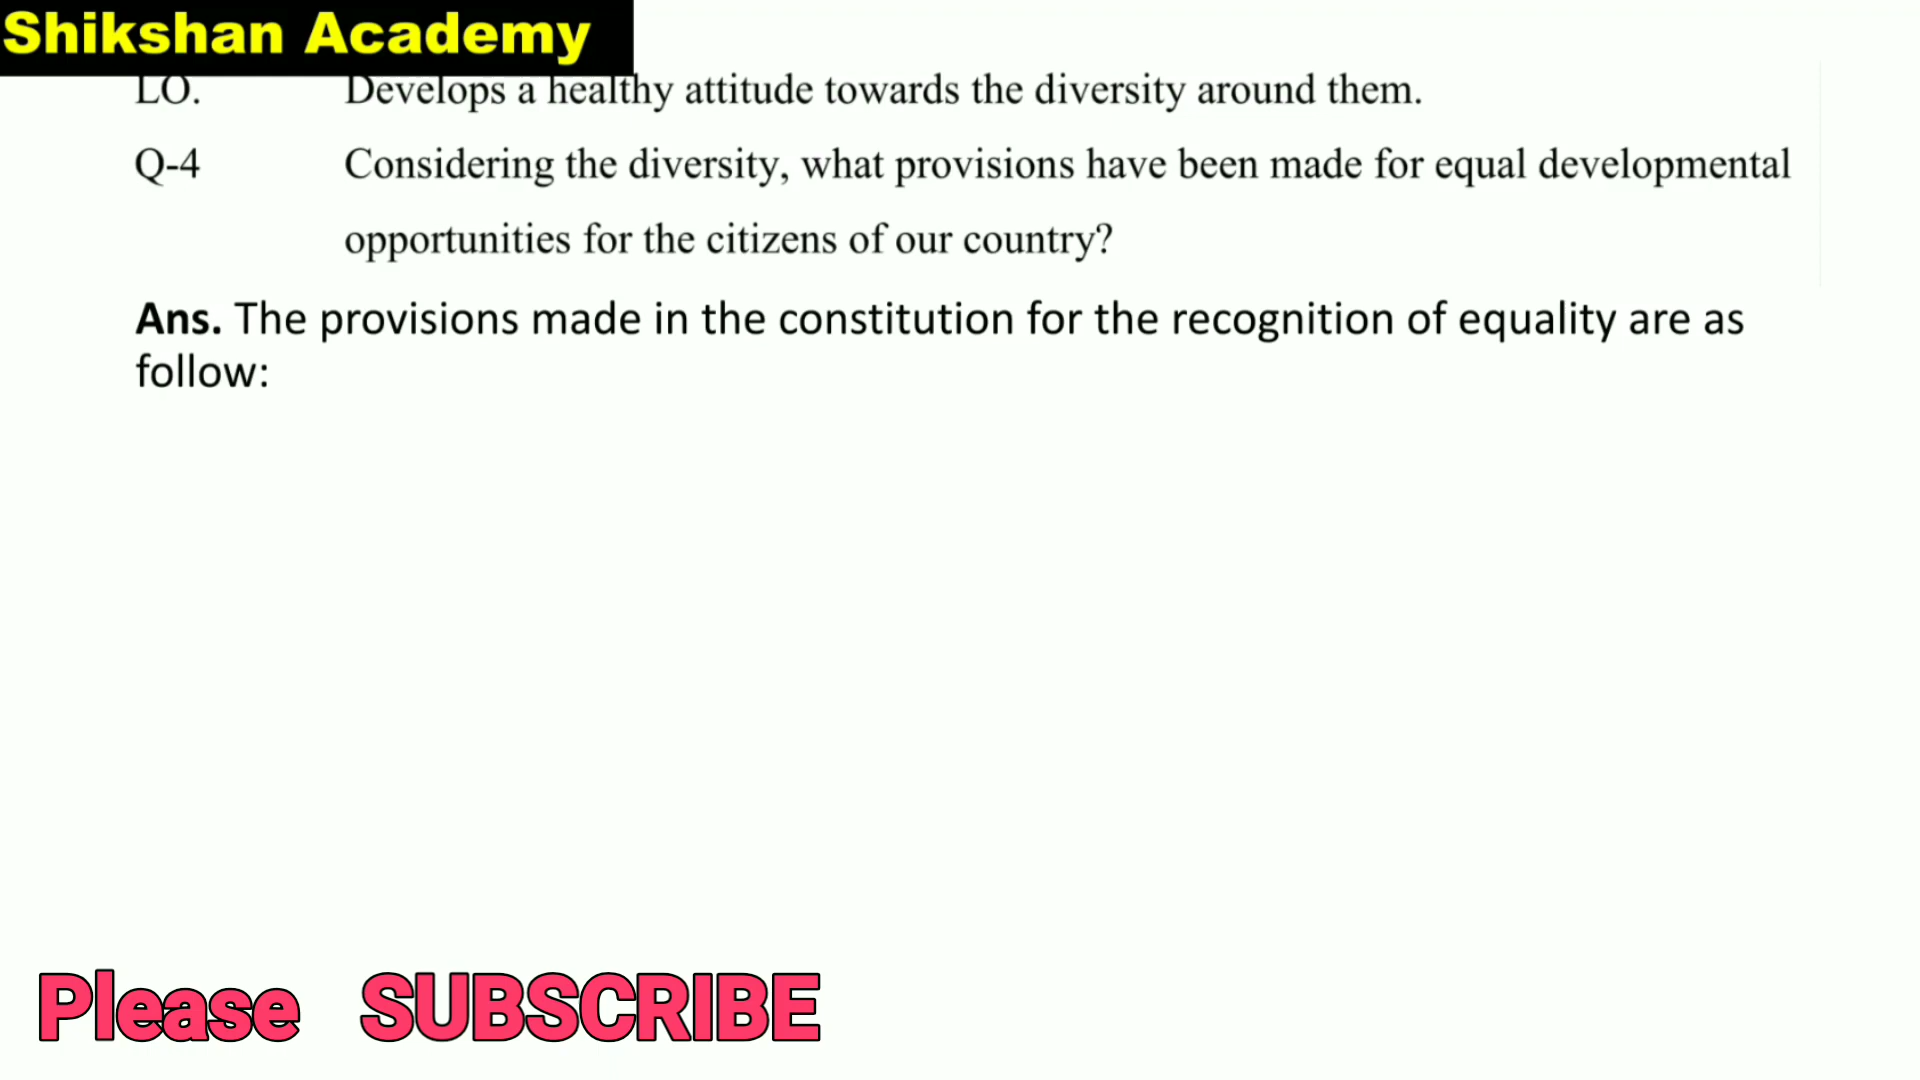 Shikshan Academy
LO. Develops a healthy attitude towards the diversity around them.
Q-4 Considering the diversity, what provisions have been made for equal developmental
opportunities for the citizens of our country?
Ans. The provisions made in the constitution for the recognition of equality are as
follow:
Please SUBSCRIBE